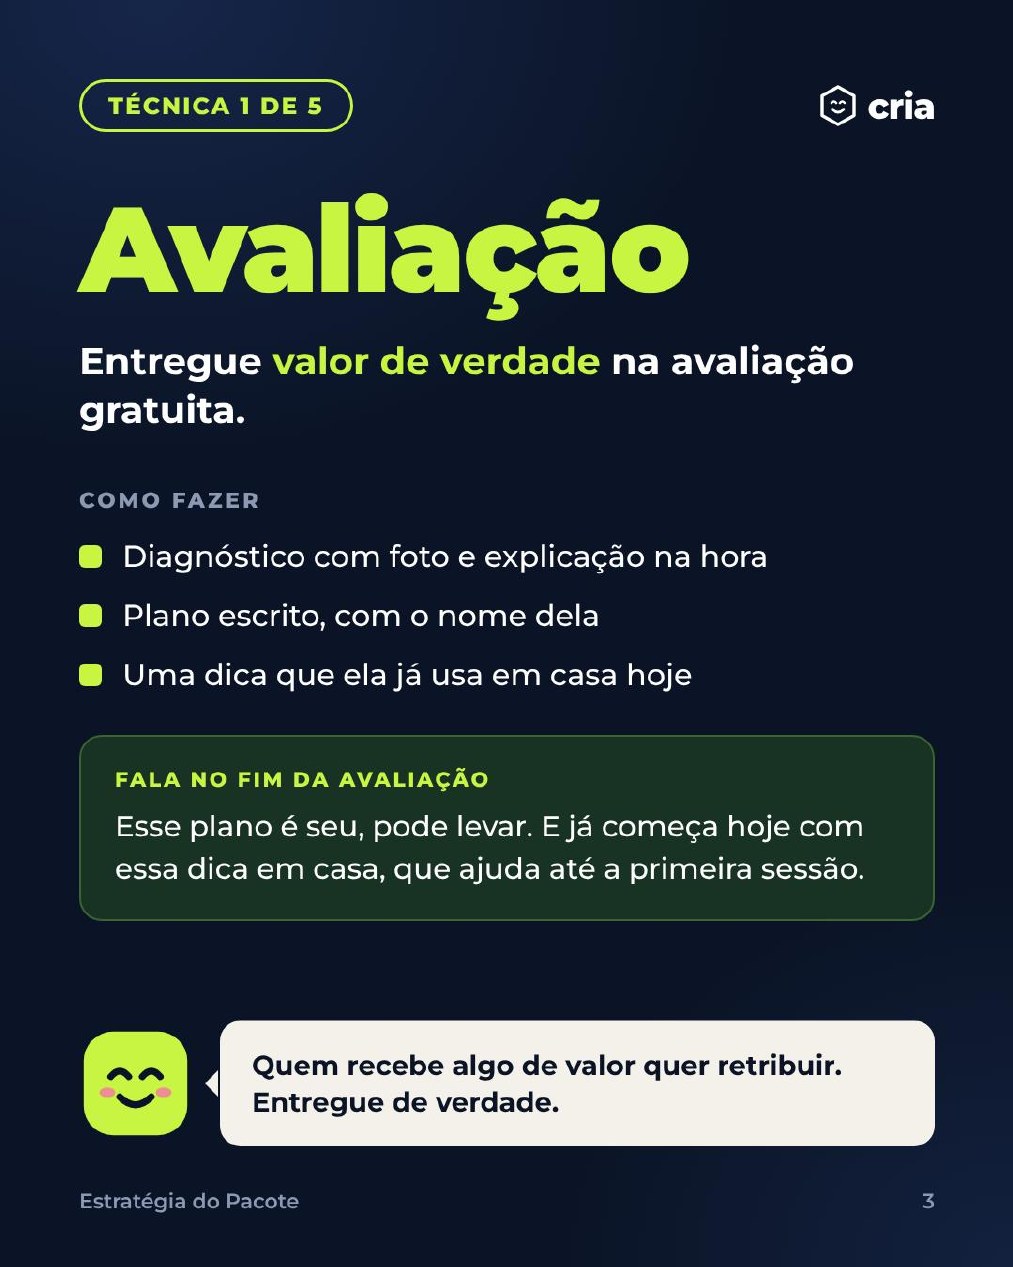 TÉCNICA 1 DE 5
cria
Avaliação
Entregue valor de verdade na avaliação
gratuita.
COMO FAZER
Diagnóstico com foto e explicação na hora
Plano escrito, com o nome dela
Uma dica que ela já usa em casa hoje
FALA NO FIM DA AVALIAÇÃO
Esse plano é seu, pode levar. E já começa hoje com
essa dica em casa, que ajuda até a primeira sessão.
Quem recebe algo de valor quer retribuir.
Entregue de verdade.
Estratégia do Pacote
3